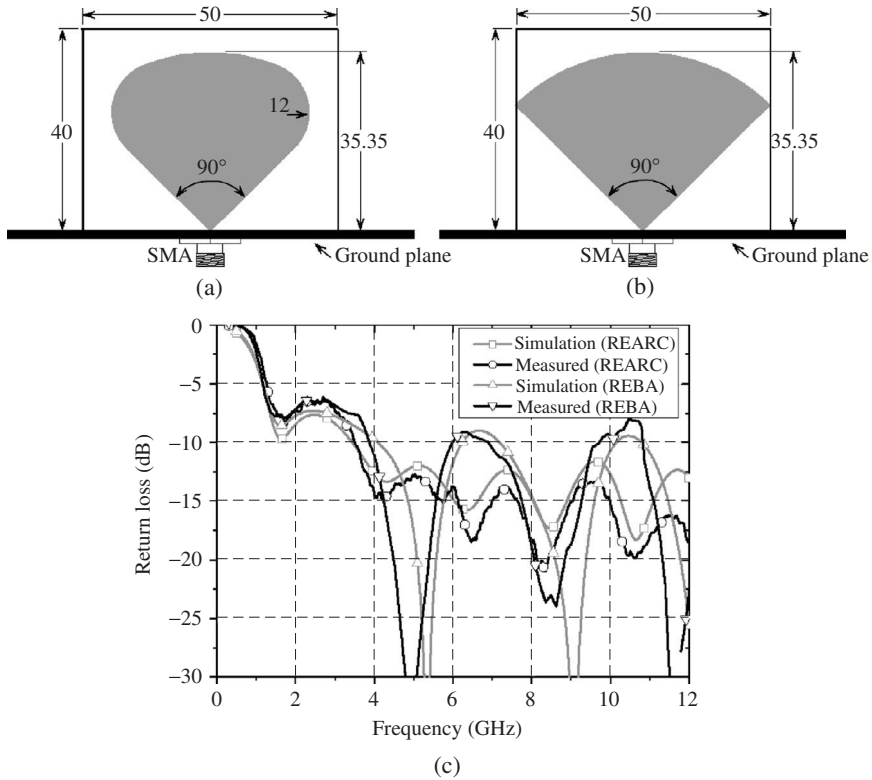 50
40
12
35.35
90°
SMA
Ground plane
(a)
50
40
35.35
90°
SMA
Ground plane
(b)
Return loss (dB)
0
−5
−10
−15
−20
−25
−30
Simulation (REARC)
Measured (REARC)
Simulation (REBA)
Measured (REBA)
0 2 4 6 8 10 12
Frequency (GHz)
(c)